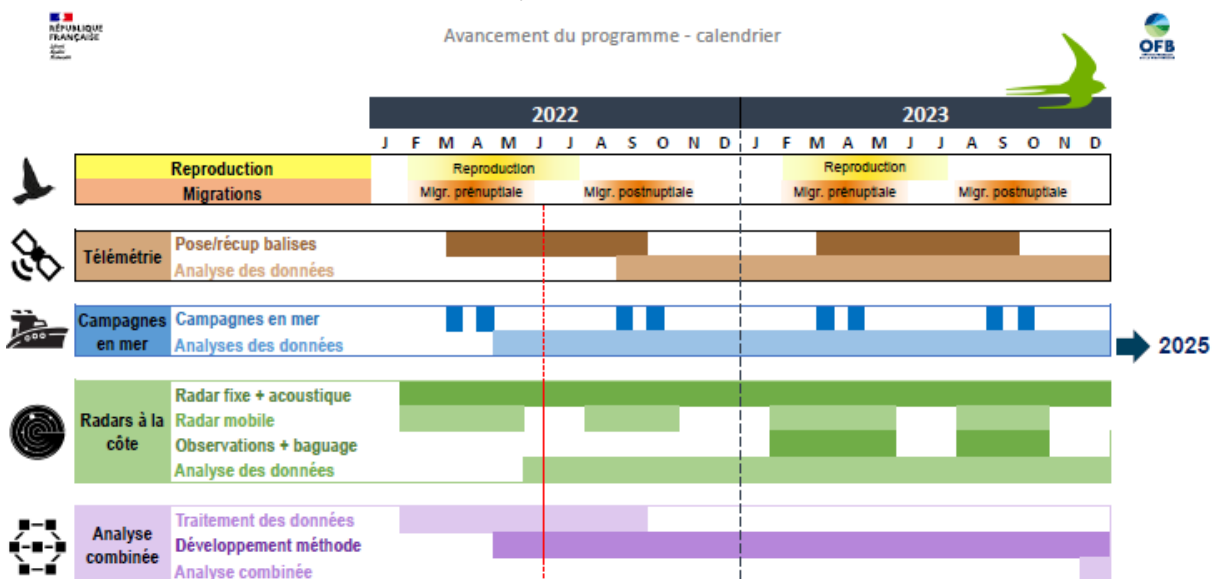 RÉPUBLIQUE
FRANÇAISE
Avancement du programme - calendrier
OFB
2022 2023
J F M A M J J A S O N D J F M A M J J A S O N D
Reproduction Reproduction Reproduction
Migrations Migr. prénuptiale Migr. postnuptiale Migr. prénuptiale Migr. postnuptiale
Télémétrie
Pose/récup balises
Analyse des données
Campagnes en mer
Campagnes en mer
Analyses des données
2025
Radars à la côte
Radar fixe + acoustique
Radar mobile
Observations + baguage
Analyse des données
Analyse combinée
Traitement des données
Développement méthode
Analyse combinée